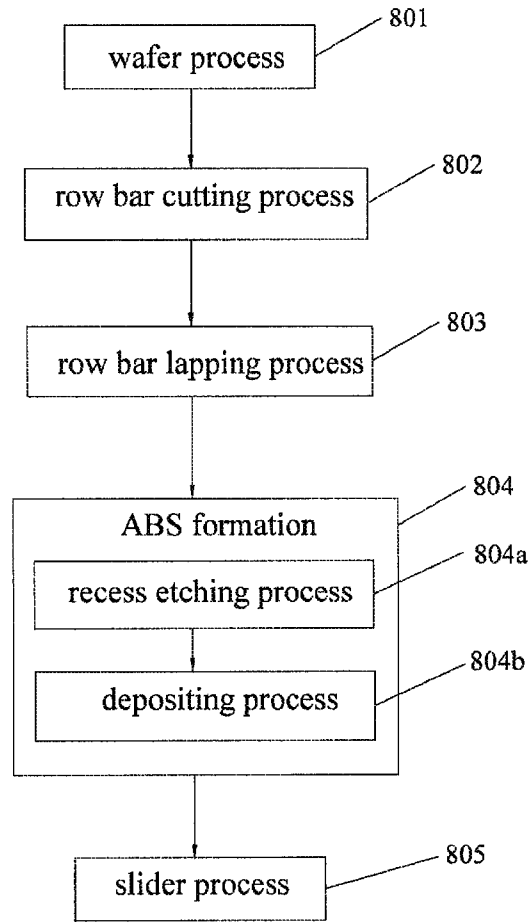 801
wafer process
802
row bar cutting process
803
row bar lapping process
804
ABS formation
804a
recess etching process
804b
depositing process
805
slider process